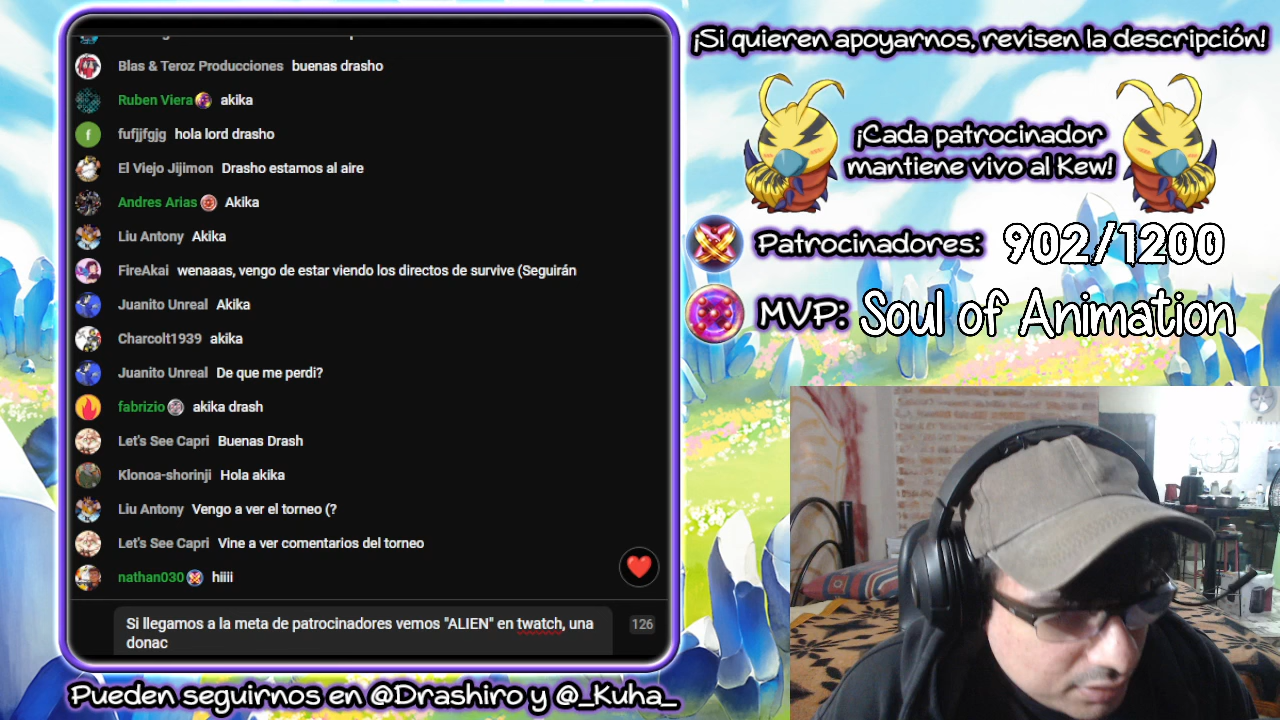 ¡Si quieren apoyarnos, revisen la descripción!
Blas & Teroz Producciones buenas drasho
Ruben Viera akika
f fufjjfgjg hola lord drasho
El Viejo Jijimon Drasho estamos al aire
Andres Arias Akika
Liu Antony Akika
FireAkai wenaaas, vengo de estar viendo los directos de survive (Seguirán
Juanito Unreal Akika
Charcolt1939 akika
Juanito Unreal De que me perdi?
fabrizio akika drash
Let's See Capri Buenas Drash
Klonoa-shorinji Hola akika
Liu Antony Vengo a ver el torneo (?
Let's See Capri Vine a ver comentarios del torneo
nathan030 hiiii
Si llegamos a la meta de patrocinadores vemos "ALIEN" en twatch, una
donac
126
¡Cada patrocinador
mantiene vivo al Kew!
Patrocinadores: 902/1200
MVP: Soul of Animation
Pueden seguirnos en @Drashiro y @_Kuha_